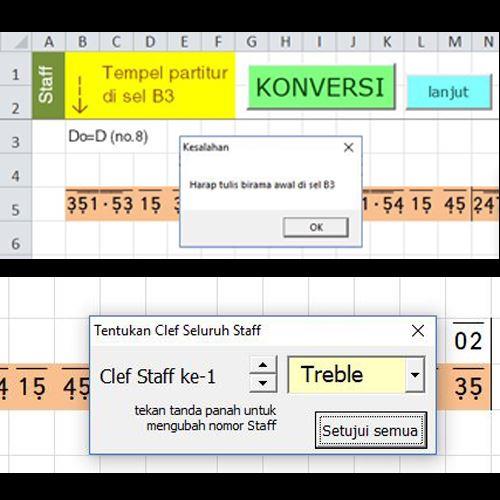 A B C D E F G H I J K L M N
1 Staff Tempel partitur KONVERSI lanjut
2 di sel B3
3 Do=D (no.8)
Kesalahan
4
Harap tulis birama awal di sel B3
5 351·53 15 3 1·54 15 45 247
OK
6
Tentukan Clef Seluruh Staff
02
Clef Staff ke-1 Treble
4 15 45 35
tekan tanda panah untuk
mengubah nomor Staff
Setujui semua